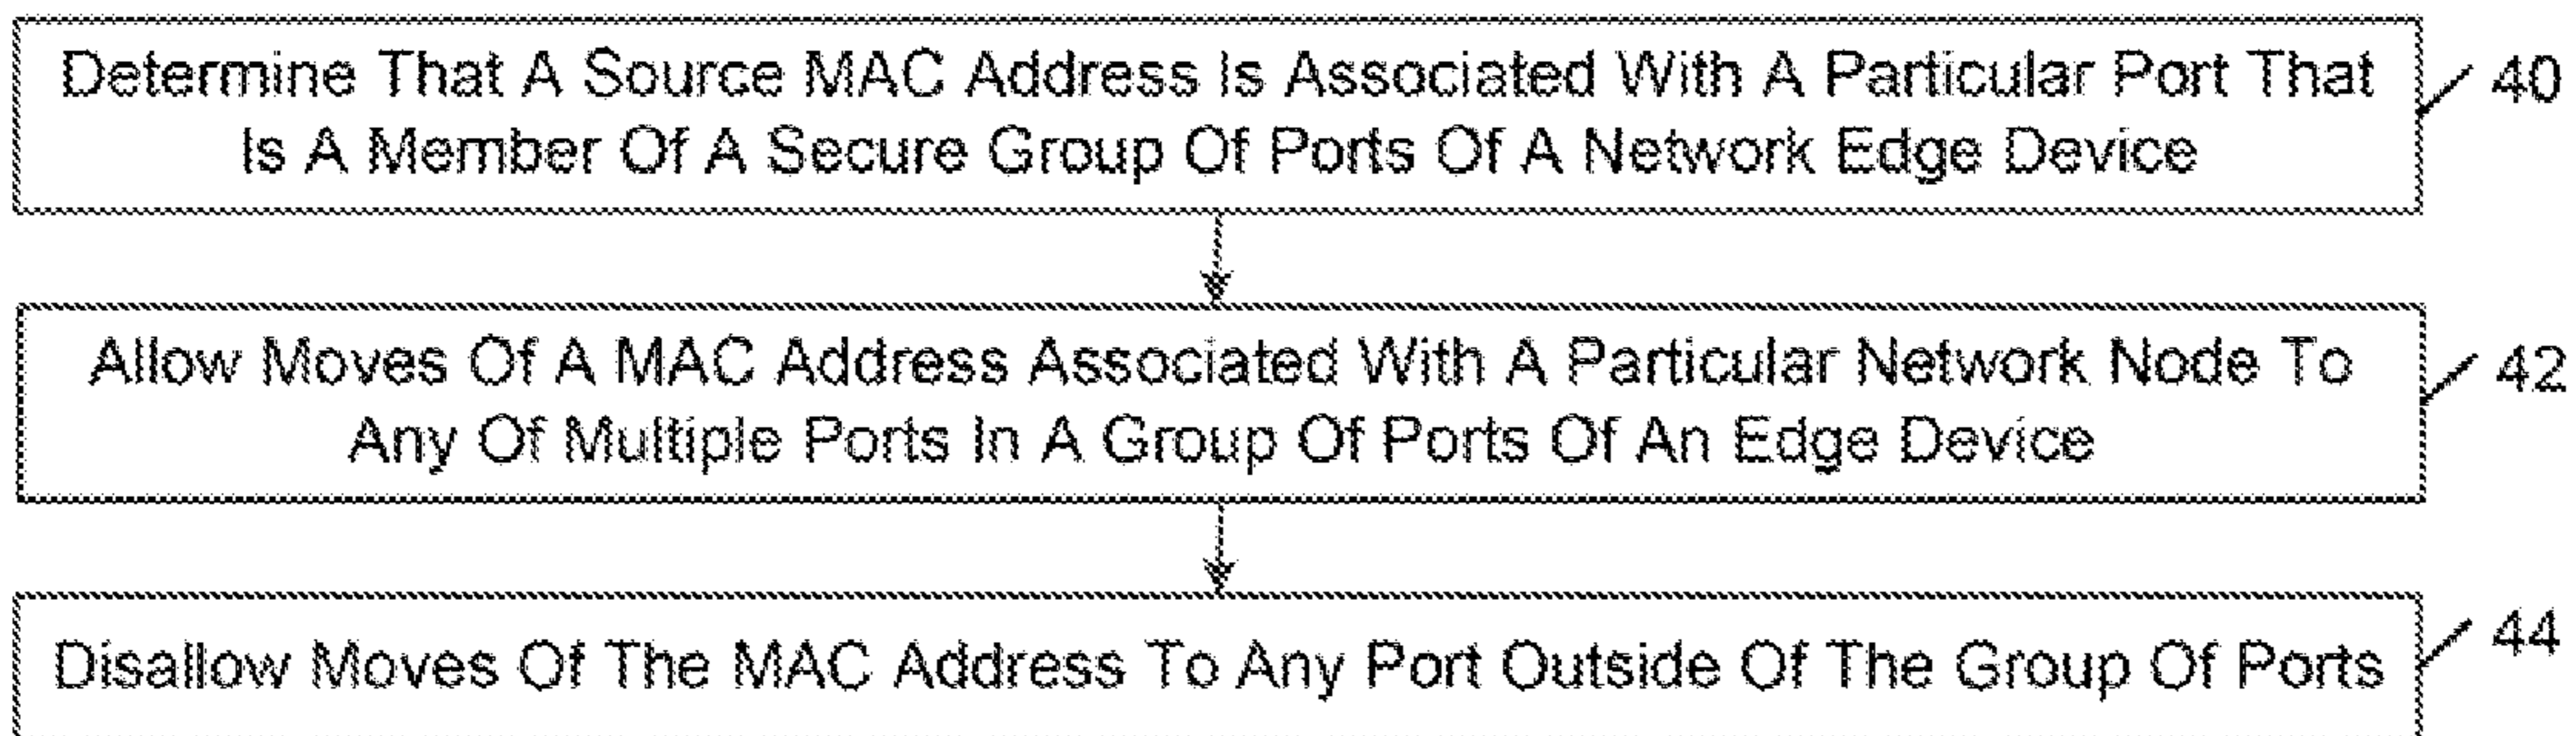 Determine That A Source MAC Address Is Associated With A Particular Port That
Is A Member Of A Secure Group Of Ports Of A Network Edge Device
40
Allow Moves Of A MAC Address Associated With A Particular Network Node To
Any Of Multiple Ports In A Group Of Ports Of An Edge Device
42
Disallow Moves Of The MAC Address To Any Port Outside Of The Group Of Ports
44